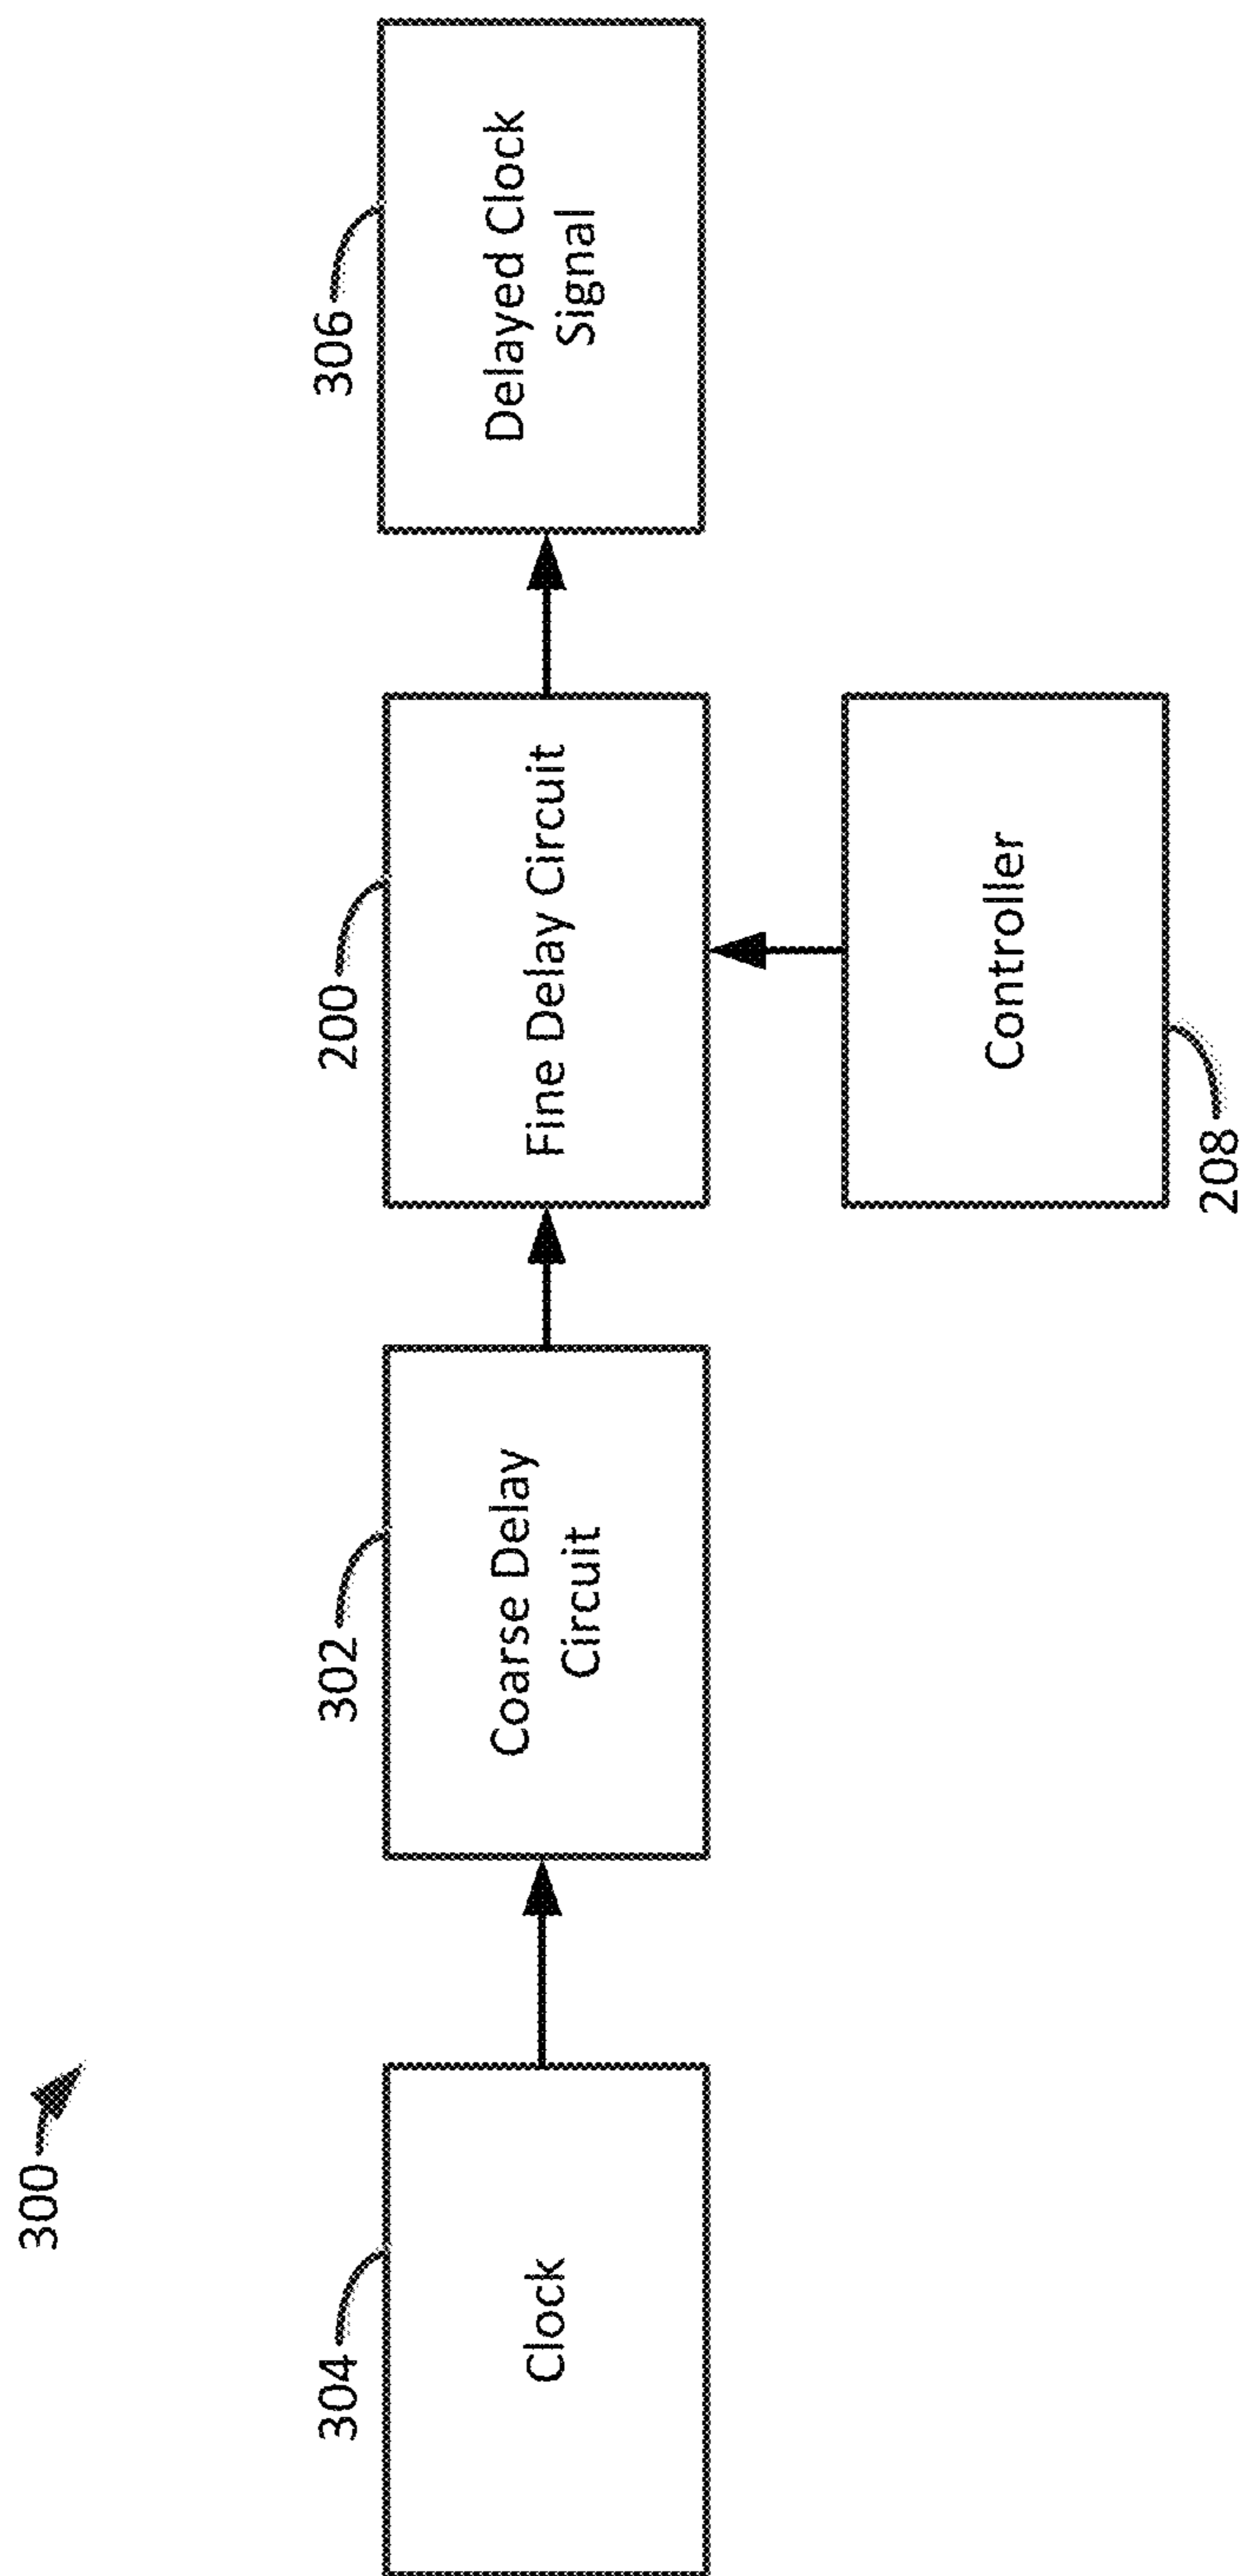 300
304
Clock
302
Coarse Delay
Circuit
200
Fine Delay Circuit
306
Delayed Clock
Signal
Controller
208